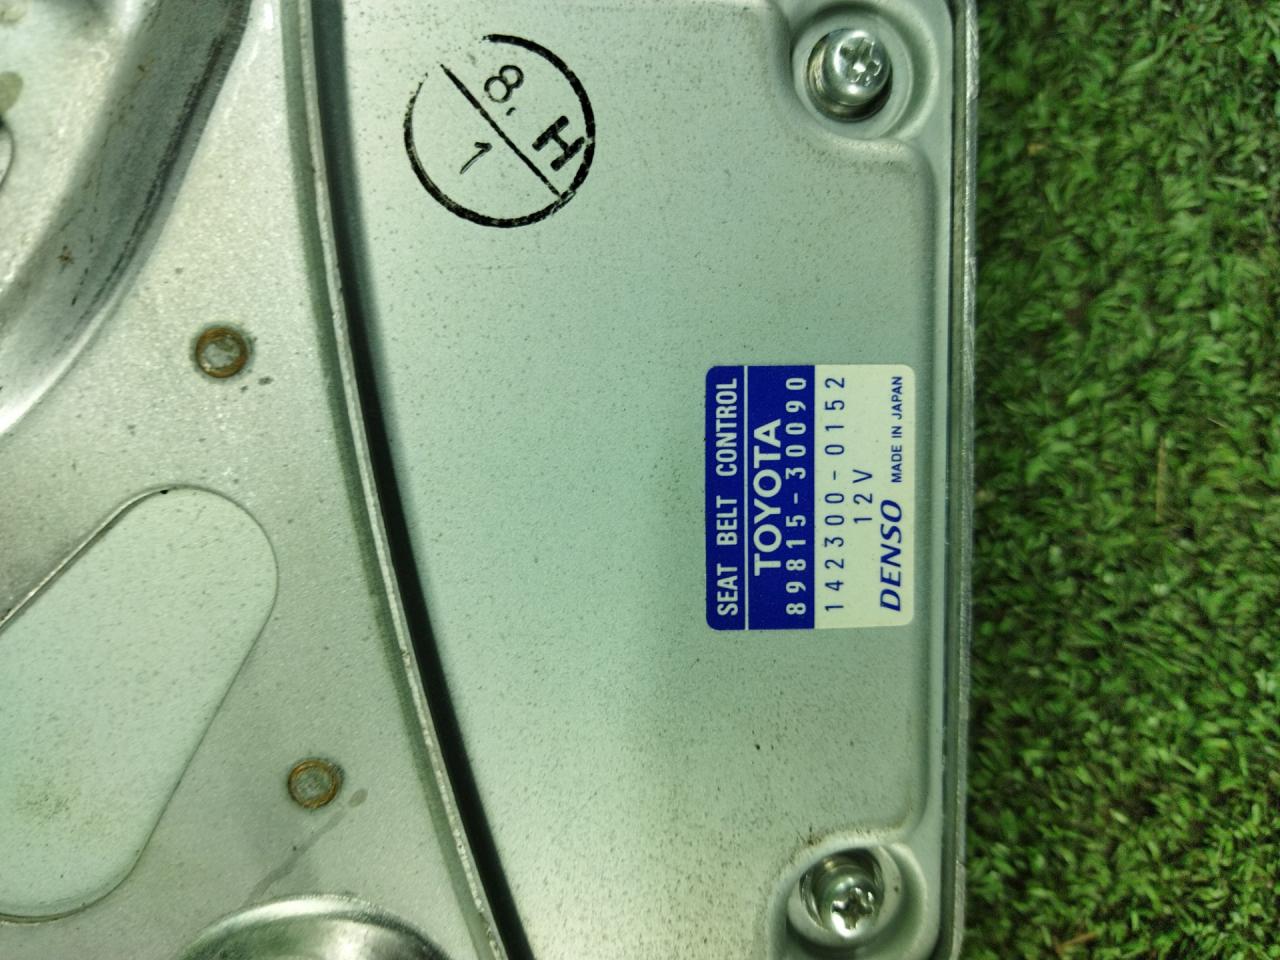 8, H
1
SEAT BELT CONTROL
TOYOTA
89815-30090
142300-0152
12V
DENSO MADE IN JAPAN